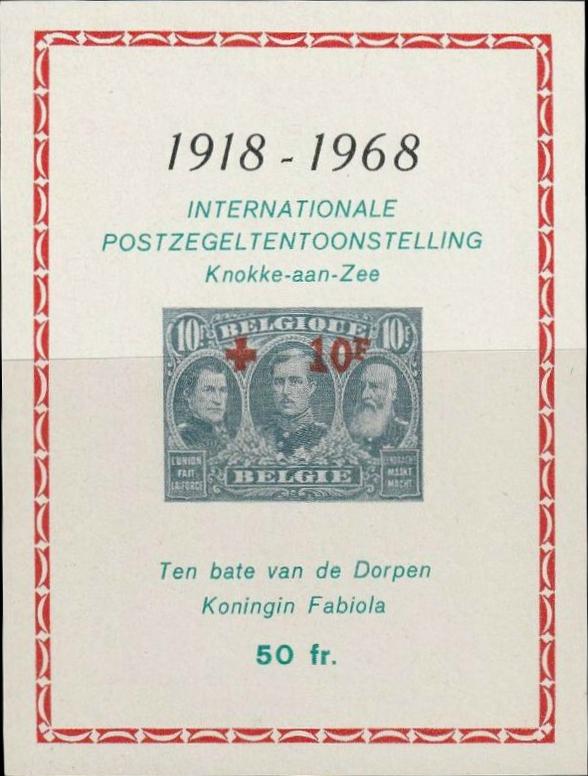 1918 - 1968
INTERNATIONALE
POSTZEGELTENTOONSTELLING
Knokke-aan-Zee
10F BELGIQUE 10F
+ 10F
L'UNION
FAIT
LA FORCE
EENDRACHT
MAAKT
MACHT
BELGIE
Ten bate van de Dorpen
Koningin Fabiola
50 fr.